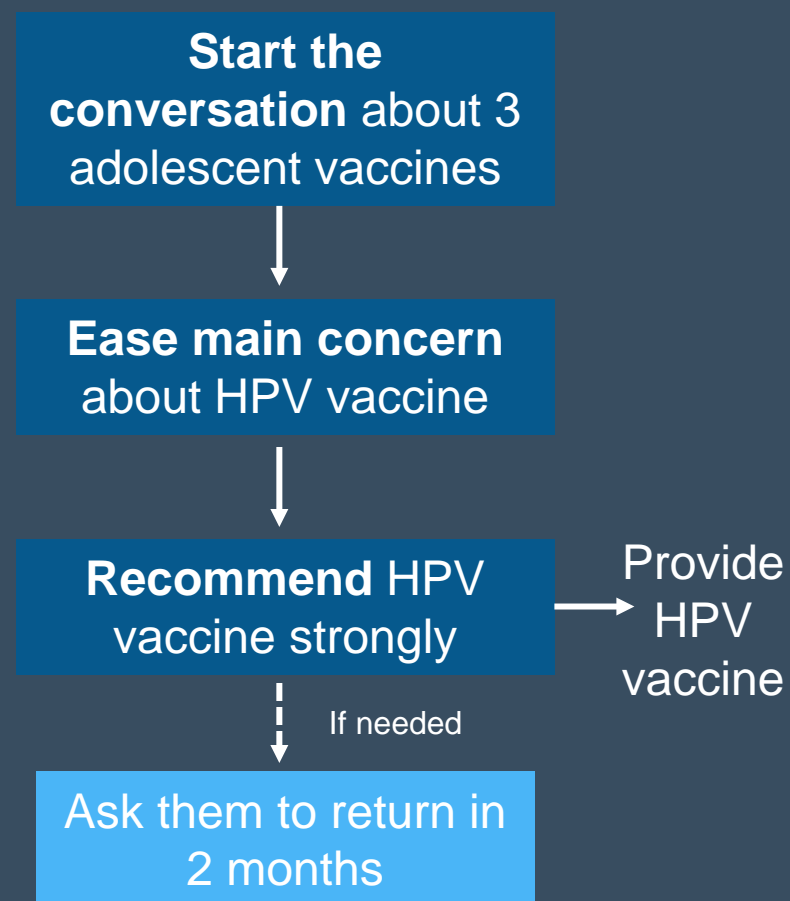 Start the
conversation about 3
adolescent vaccines
Ease main concern
about HPV vaccine
Recommend HPV
vaccine strongly
Provide
HPV
vaccine
If needed
Ask them to return in
2 months